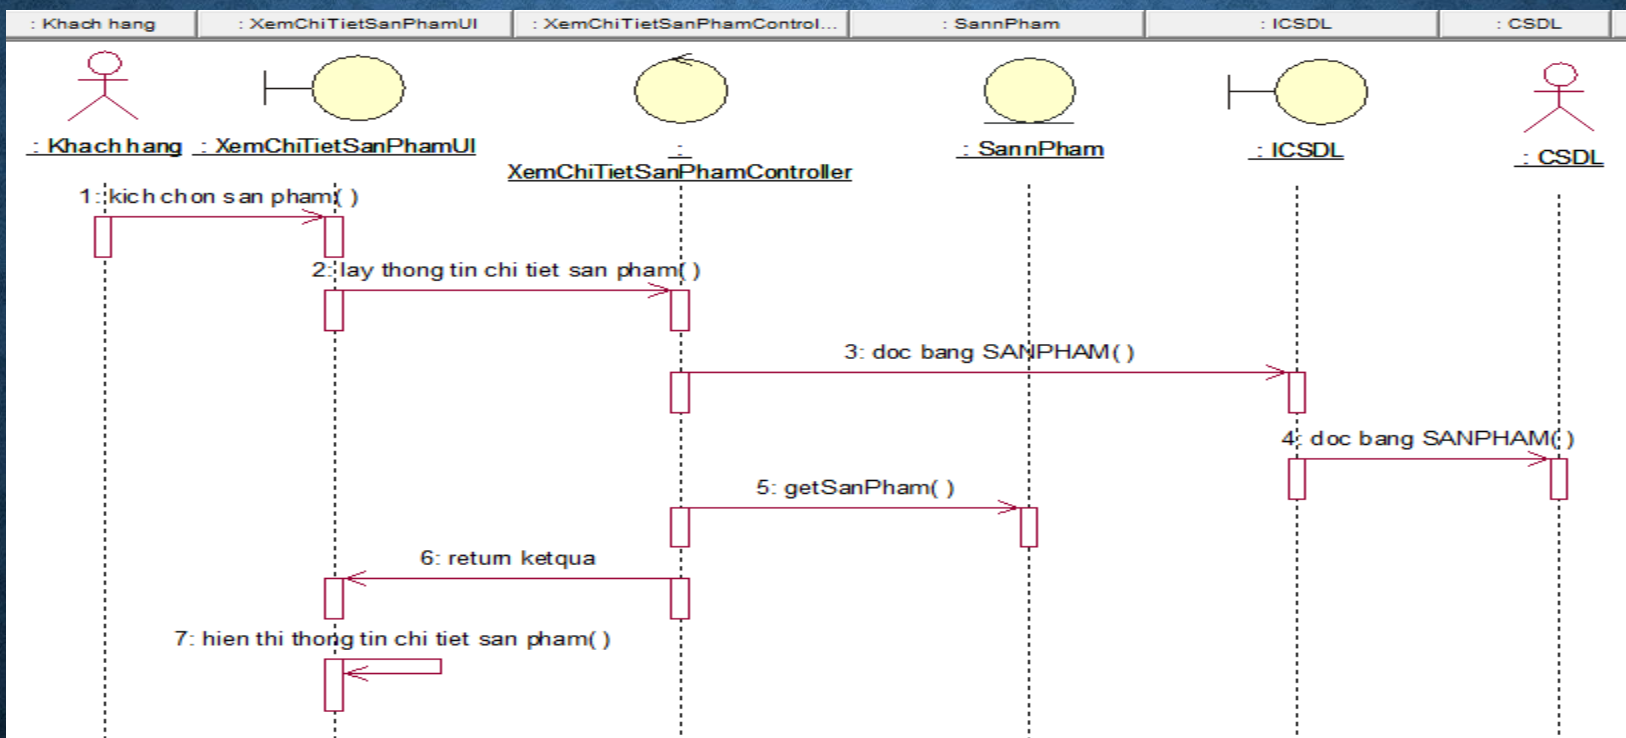 : Khach hang
: XemChiTietSanPhamUI
: XemChiTietSanPhamControl...
: SannPham
: ICSDL
: CSDL
: Khach hang
: XemChiTietSanPhamUI
:
XemChiTietSanPhamController
: SannPham
: ICSDL
: CSDL
1: kich chon san pham( )
2: lay thong tin chi tiet san pham( )
3: doc bang SANPHAM( )
4: doc bang SANPHAM( )
5: getSanPham( )
6: return ketqua
7: hien thi thong tin chi tiet san pham( )